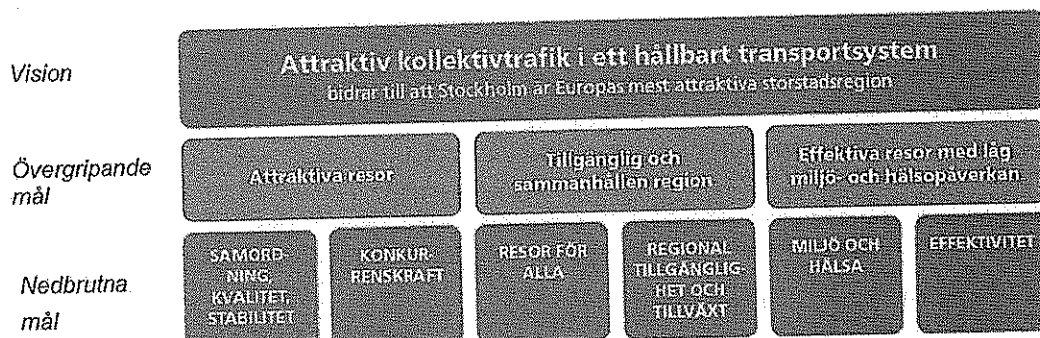 Vision
Attraktiv kollektivtrafik i ett hållbart transportsystem
bidrar till att Stockholm är Europas mest attraktiva storstadsregion
Övergripande
mål
Attraktiva resor
Tillgänglig och
sammanhållen region
Effektiva resor med låg
miljö- och hälsopåverkan
Nedbrutna
mål
SAMORD-
NING,
KVALITET,
STABILITET
KONKUR-
RENSKRAFT
RESOR FÖR
ALLA
REGIONAL
TILLGÄNGLIG-
HET OCH
TILLVÄXT
MILJÖ OCH
HÄLSA
EFFEKTIVITET